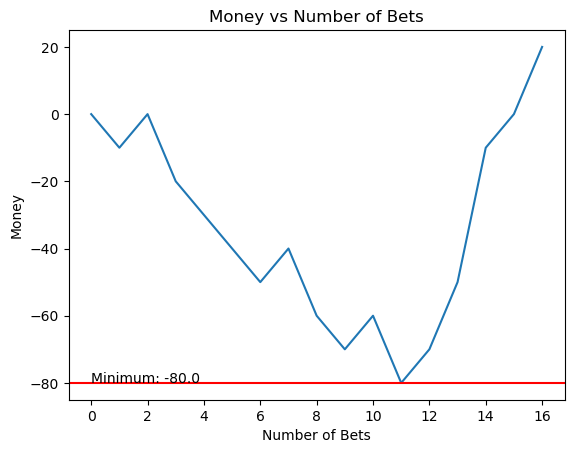 Money vs Number of Bets
20
0
−20
−40
−60
−80
Money
Minimum: -80.0
0 2 4 6 8 10 12 14 16
Number of Bets